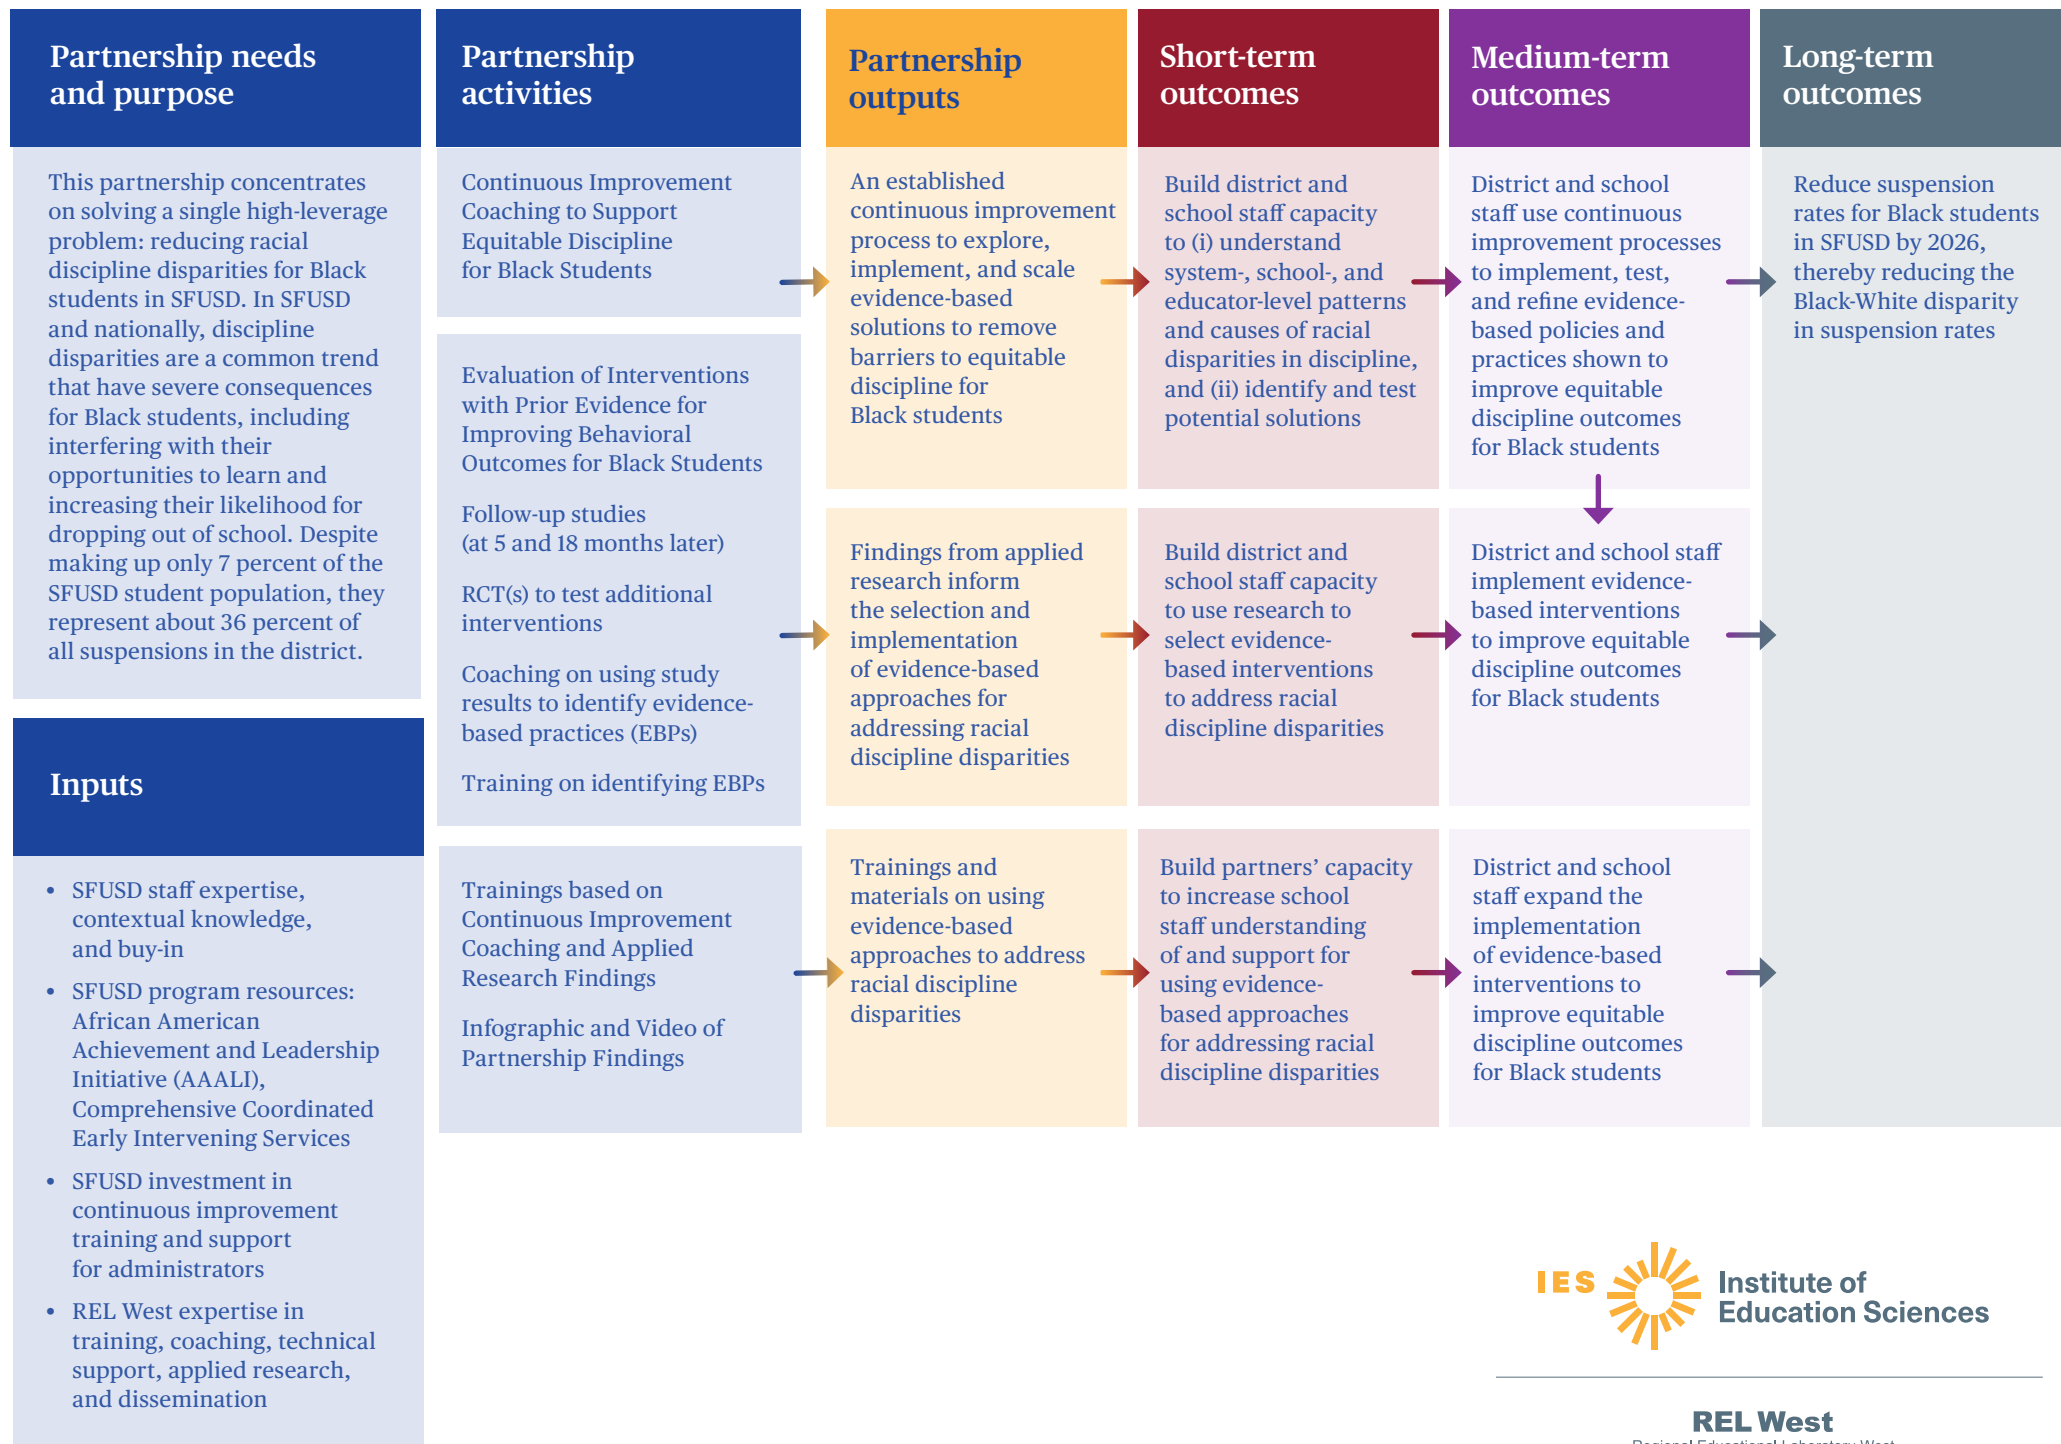 Partnership needs
and purpose
This partnership concentrates
on solving a single high-leverage
problem: reducing racial
discipline disparities for Black
students in SFUSD. In SFUSD
and nationally, discipline
disparities are a common trend
that have severe consequences
for Black students, including
interfering with their
opportunities to learn and
increasing their likelihood for
dropping out of school. Despite
making up only 7 percent of the
SFUSD student population, they
represent about 36 percent of
all suspensions in the district.
Inputs
• SFUSD staff expertise,
contextual knowledge,
and buy-in
• SFUSD program resources:
African American
Achievement and Leadership
Initiative (AAALI),
Comprehensive Coordinated
Early Intervening Services
• SFUSD investment in
continuous improvement
training and support
for administrators
• REL West expertise in
training, coaching, technical
support, applied research,
and dissemination
Partnership
activities
Continuous Improvement
Coaching to Support
Equitable Discipline
for Black Students
Evaluation of Interventions
with Prior Evidence for
Improving Behavioral
Outcomes for Black Students
Follow-up studies
(at 5 and 18 months later)
RCT(s) to test additional
interventions
Coaching on using study
results to identify evidence-
based practices (EBPs)
Training on identifying EBPs
Trainings based on
Continuous Improvement
Coaching and Applied
Research Findings
Infographic and Video of
Partnership Findings
Partnership
outputs
An established
continuous improvement
process to explore,
implement, and scale
evidence-based
solutions to remove
barriers to equitable
discipline for
Black students
Findings from applied
research inform
the selection and
implementation
of evidence-based
approaches for
addressing racial
discipline disparities
Trainings and
materials on using
evidence-based
approaches to address
racial discipline
disparities
Short-term
outcomes
Build district and
school staff capacity
to (i) understand
system-, school-, and
educator-level patterns
and causes of racial
disparities in discipline,
and (ii) identify and test
potential solutions
Build district and
school staff capacity
to use research to
select evidence-
based interventions
to address racial
discipline disparities
Build partners’ capacity
to increase school
staff understanding
of and support for
using evidence-
based approaches
for addressing racial
discipline disparities
Medium-term
outcomes
District and school
staff use continuous
improvement processes
to implement, test,
and refine evidence-
based policies and
practices shown to
improve equitable
discipline outcomes
for Black students
District and school staff
implement evidence-
based interventions
to improve equitable
discipline outcomes
for Black students
District and school
staff expand the
implementation
of evidence-based
interventions to
improve equitable
discipline outcomes
for Black students
Long-term
outcomes
Reduce suspension
rates for Black students
in SFUSD by 2026,
thereby reducing the
Black-White disparity
in suspension rates
IES
Institute of
Education Sciences
REL West
Regional Educational Laboratory West